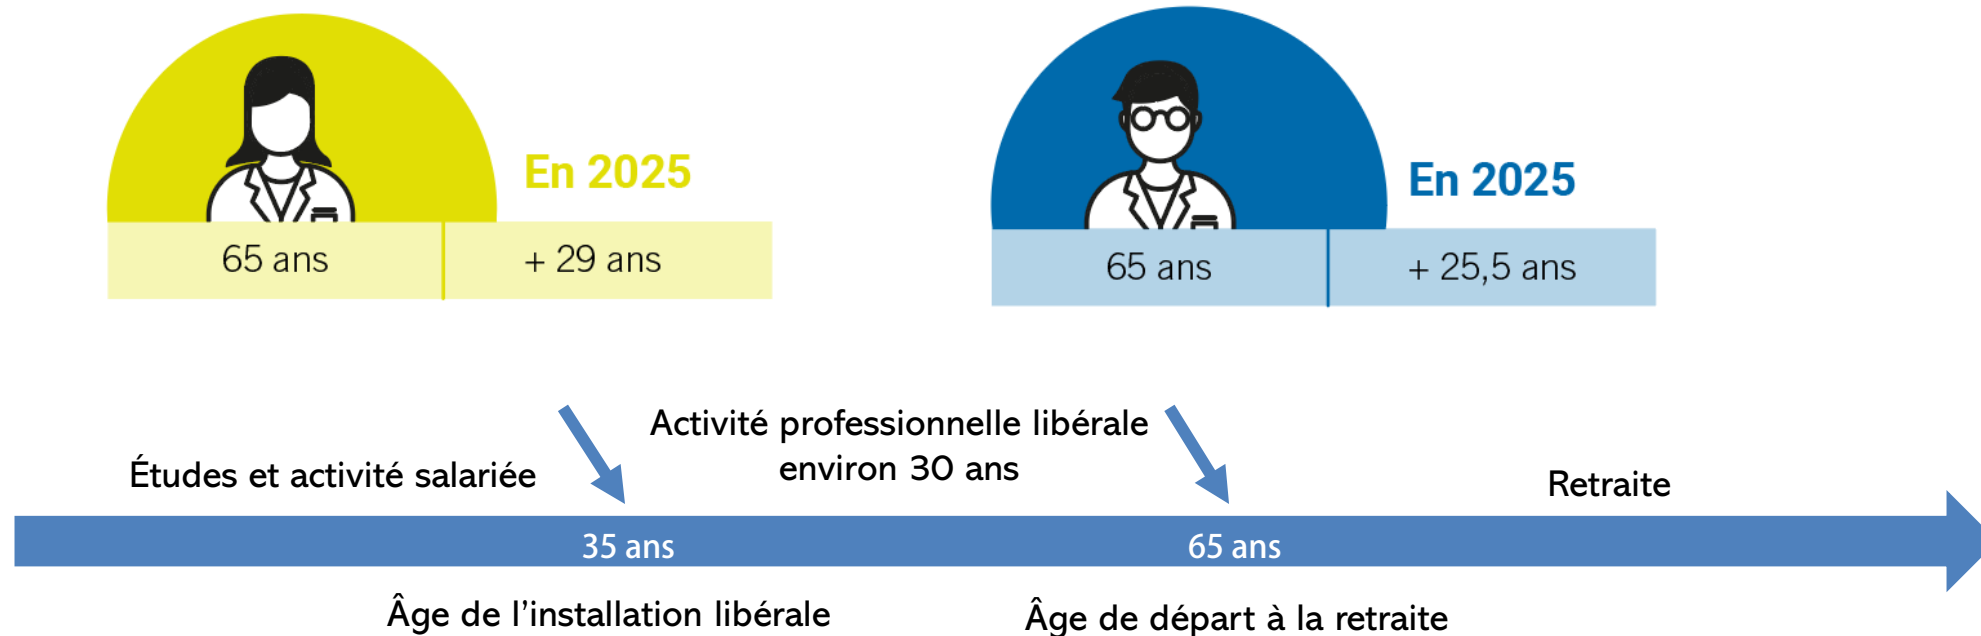 En 2025
65 ans
+ 29 ans
En 2025
65 ans
+ 25,5 ans
Études et activité salariée
Activité professionnelle libérale
environ 30 ans
Retraite
35 ans
65 ans
Âge de l’installation libérale
Âge de départ à la retraite